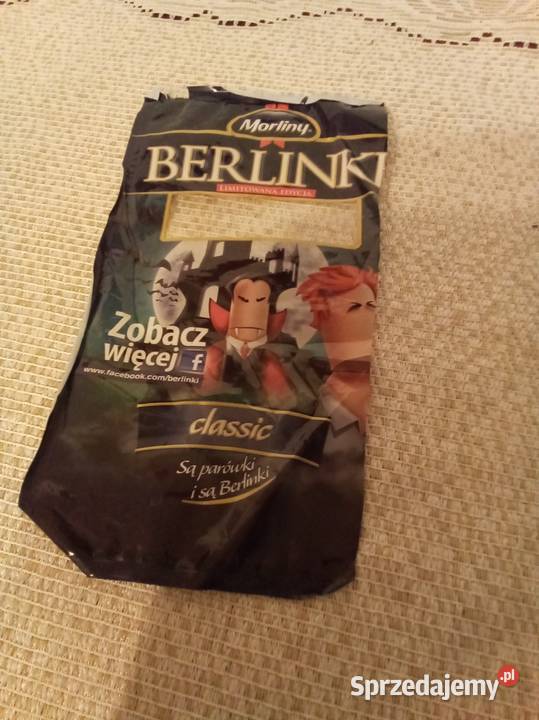 Morliny
BERLINKI
LIMITOWANA EDYCJA
Zobacz
więcej f
www.facebook.com/berlinki
classic
Są parówki
i są Berlinki
Sprzedajemy.pl